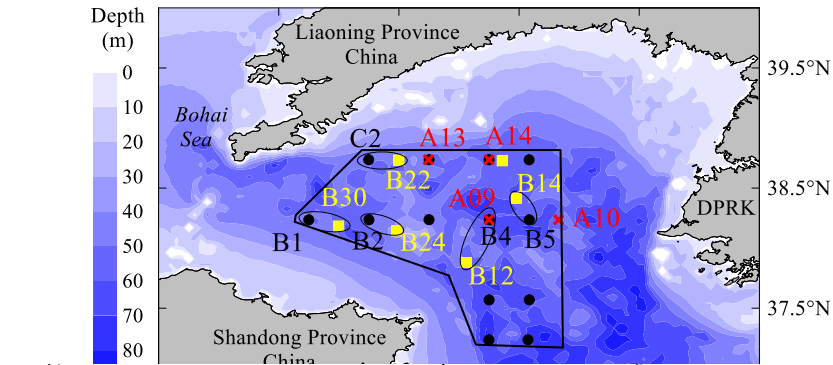 Depth
(m)
0
10
20
30
40
50
60
70
80
Liaoning Province
China
Bohai
Sea
C2
A13
A14
B22
B14
B30
A09
A10
DPRK
B1
B2
B24
B4
B5
B12
Shandong Province
China
39.5°N
38.5°N
37.5°N